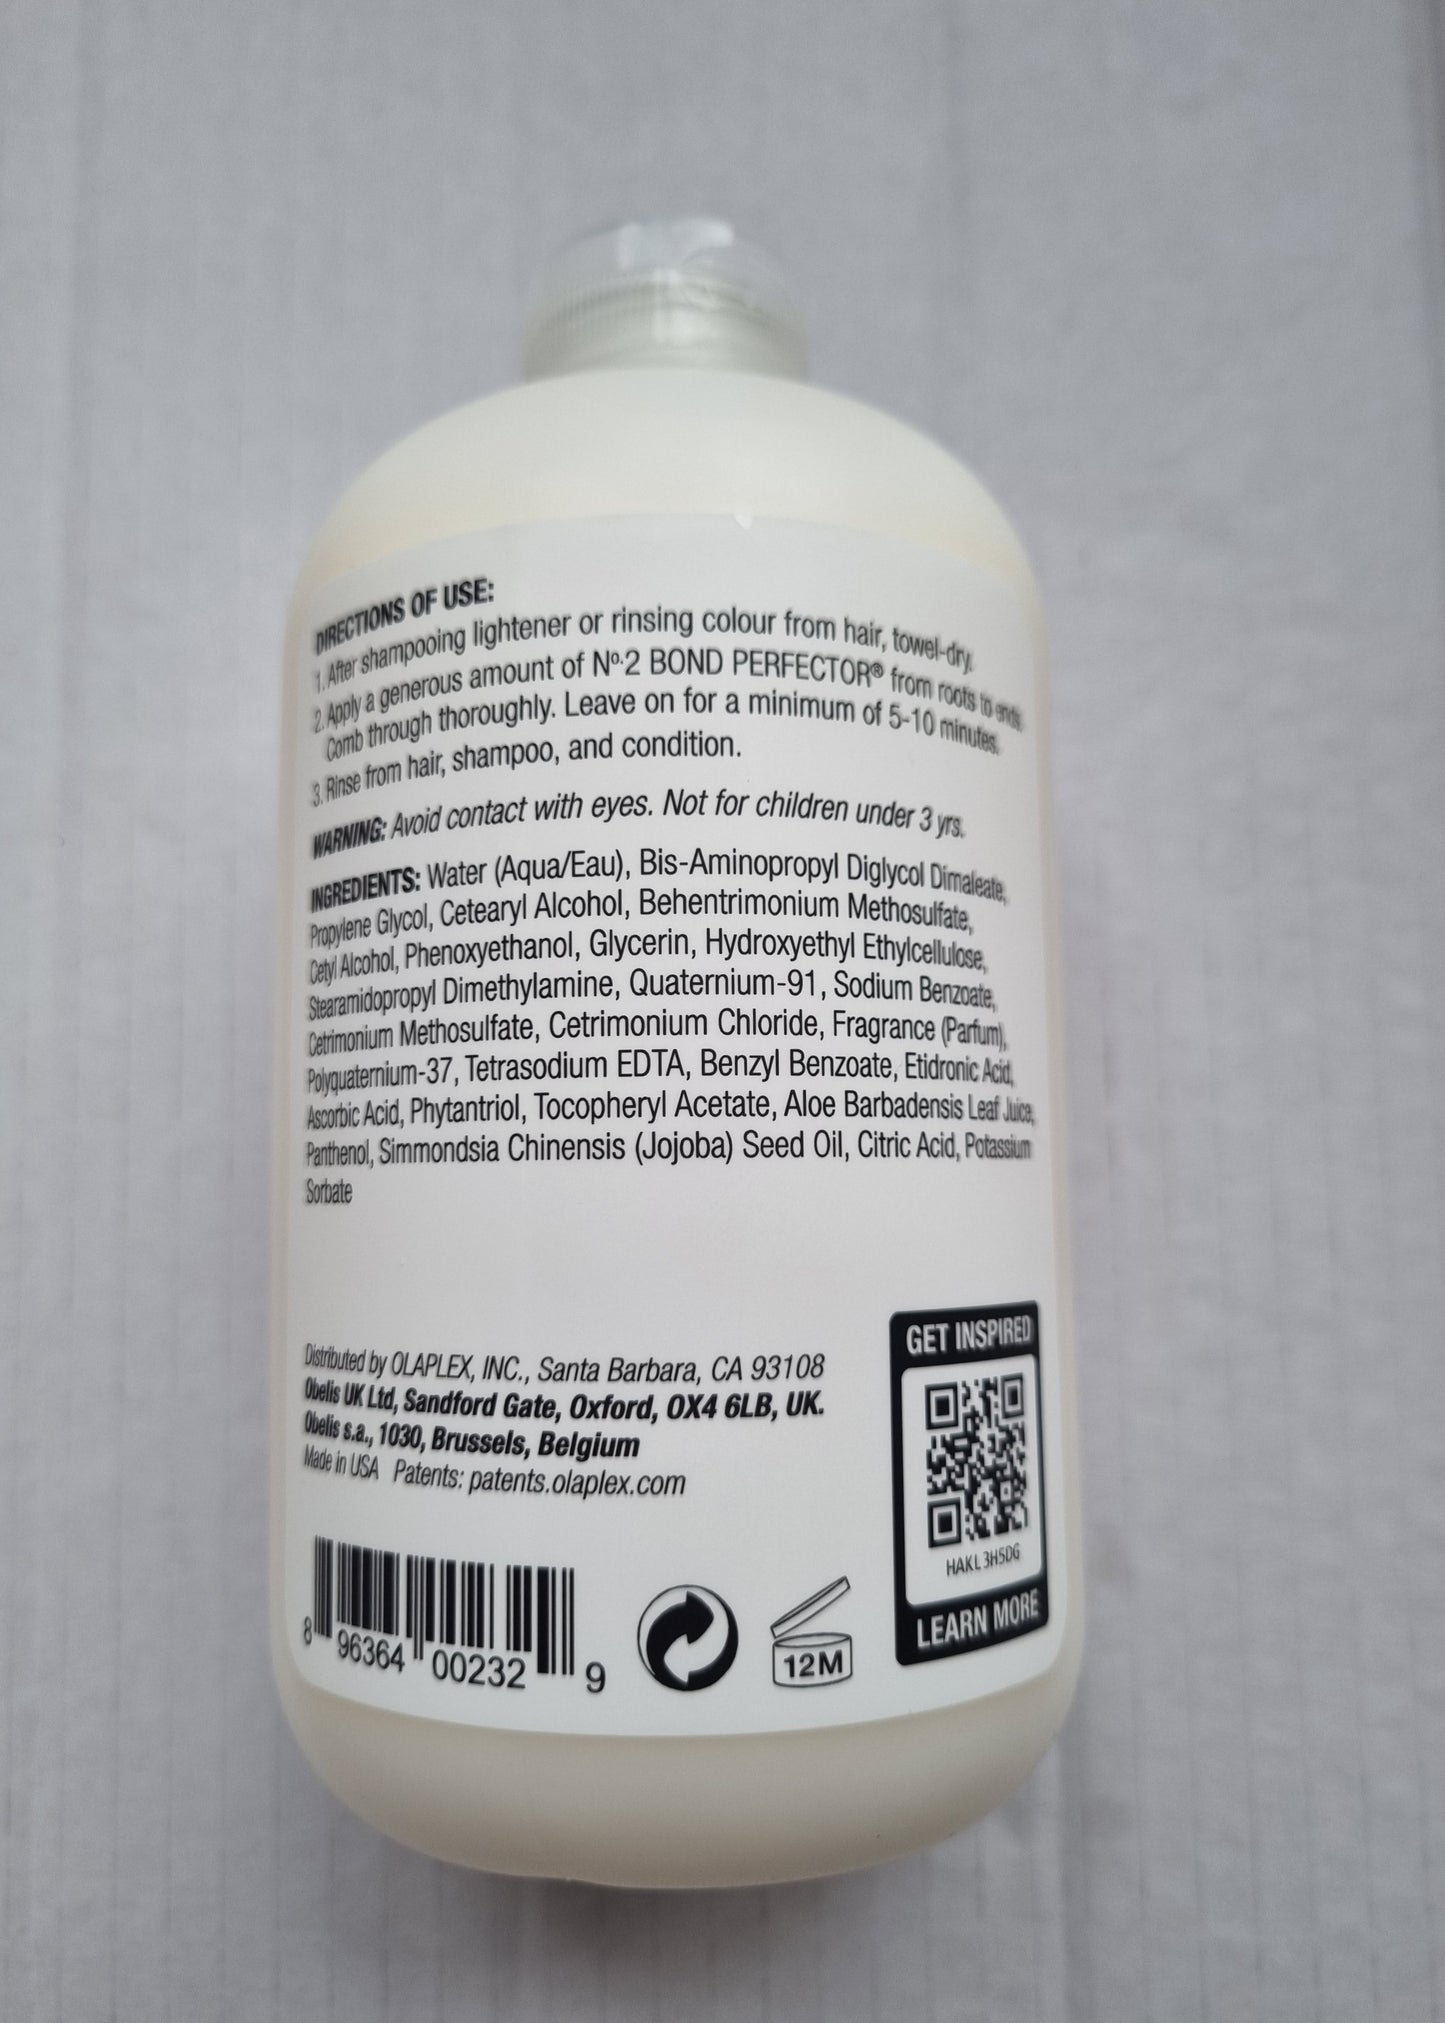 DIRECTIONS OF USE:
1. After shampooing lightener or rinsing colour from hair, towel-dry.
2. Apply a generous amount of Nº.2 BOND PERFECTOR® from roots to ends.
Comb through thoroughly. Leave on for a minimum of 5-10 minutes.
3. Rinse from hair, shampoo, and condition.
WARNING: Avoid contact with eyes. Not for children under 3 yrs.
INGREDIENTS: Water (Aqua/Eau), Bis-Aminopropyl Diglycol Dimaleate,
Propylene Glycol, Cetearyl Alcohol, Behentrimonium Methosulfate,
Cetyl Alcohol, Phenoxyethanol, Glycerin, Hydroxyethyl Ethylcellulose,
Stearamidopropyl Dimethylamine, Quaternium-91, Sodium Benzoate,
Cetrimonium Methosulfate, Cetrimonium Chloride, Fragrance (Parfum),
Polyquaternium-37, Tetrasodium EDTA, Benzyl Benzoate, Etidronic Acid,
Ascorbic Acid, Phytantriol, Tocopheryl Acetate, Aloe Barbadensis Leaf Juice,
Panthenol, Simmondsia Chinensis (Jojoba) Seed Oil, Citric Acid, Potassium
Sorbate
Distributed by OLAPLEX, INC., Santa Barbara, CA 93108
Obelis UK Ltd, Sandford Gate, Oxford, OX4 6LB, UK.
Obelis s.a., 1030, Brussels, Belgium
Made in USA Patents: patents.olaplex.com
GET INSPIRED
HAKL 3H5DG
LEARN MORE
8 96364 00232 9
12M